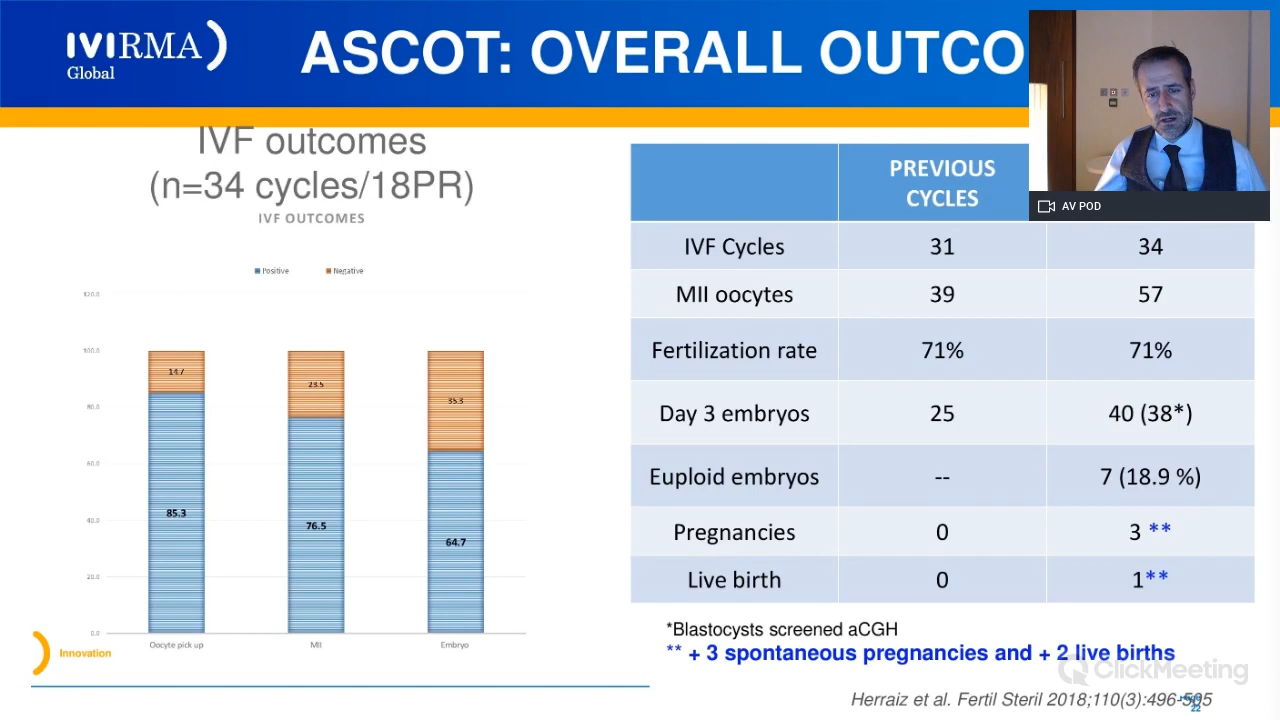 IVIRMA
Global
ASCOT: OVERALL OUTCO
AV POD
IVF outcomes
(n=34 cycles/18PR)
IVF OUTCOMES
Positive Negative
120.0
100.0
80.0
60.0
40.0
20.0
0.0
14.7 23.5 35.3
85.3 76.5 64.7
Oocyte pick up MII Embryo
PREVIOUS
CYCLES
IVF Cycles 31 34
MII oocytes 39 57
Fertilization rate 71% 71%
Day 3 embryos 25 40 (38*)
Euploid embryos -- 7 (18.9 %)
Pregnancies 0 3 **
Live birth 0 1**
*Blastocysts screened aCGH
** + 3 spontaneous pregnancies and + 2 live births
Innovation
ClickMeeting
Herraiz et al. Fertil Steril 2018;110(3):496-505
22